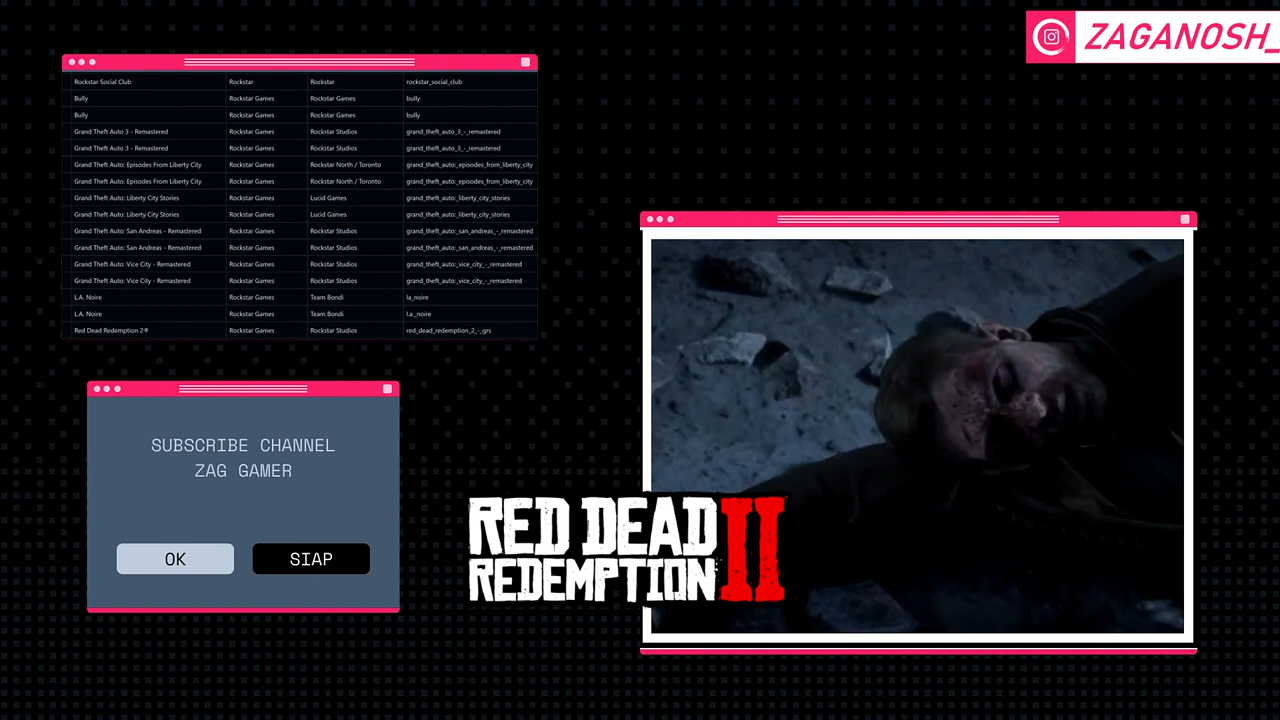 ZAGANOSH_
Rockstar Social Club Rockstar Rockstar rockstar_social_club
Bully Rockstar Games Rockstar Games bully
Bully Rockstar Games Rockstar Games bully
Grand Theft Auto 3 - Remastered Rockstar Games Rockstar Studios grand_theft_auto_3_-_remastered
Grand Theft Auto 3 - Remastered Rockstar Games Rockstar Studios grand_theft_auto_3_-_remastered
Grand Theft Auto: Episodes From Liberty City Rockstar Games Rockstar North / Toronto grand_theft_auto:_episodes_from_liberty_city
Grand Theft Auto: Episodes From Liberty City Rockstar Games Rockstar North / Toronto grand_theft_auto:_episodes_from_liberty_city
Grand Theft Auto: Liberty City Stories Rockstar Games Lucid Games grand_theft_auto:_liberty_city_stories
Grand Theft Auto: Liberty City Stories Rockstar Games Lucid Games grand_theft_auto:_liberty_city_stories
Grand Theft Auto: San Andreas - Remastered Rockstar Games Rockstar Studios grand_theft_auto:_san_andreas_-_remastered
Grand Theft Auto: San Andreas - Remastered Rockstar Games Rockstar Studios grand_theft_auto:_san_andreas_-_remastered
Grand Theft Auto: Vice City - Remastered Rockstar Games Rockstar Studios grand_theft_auto:_vice_city_-_remastered
Grand Theft Auto: Vice City - Remastered Rockstar Games Rockstar Studios grand_theft_auto:_vice_city_-_remastered
L.A. Noire Rockstar Games Team Bondi la_noire
L.A. Noire Rockstar Games Team Bondi l.a._noire
Red Dead Redemption 2® Rockstar Games Rockstar Studios red_dead_redemption_2_-_grs
SUBSCRIBE CHANNEL
ZAG GAMER
OK SIAP
RED DEAD
REDEMPTION II